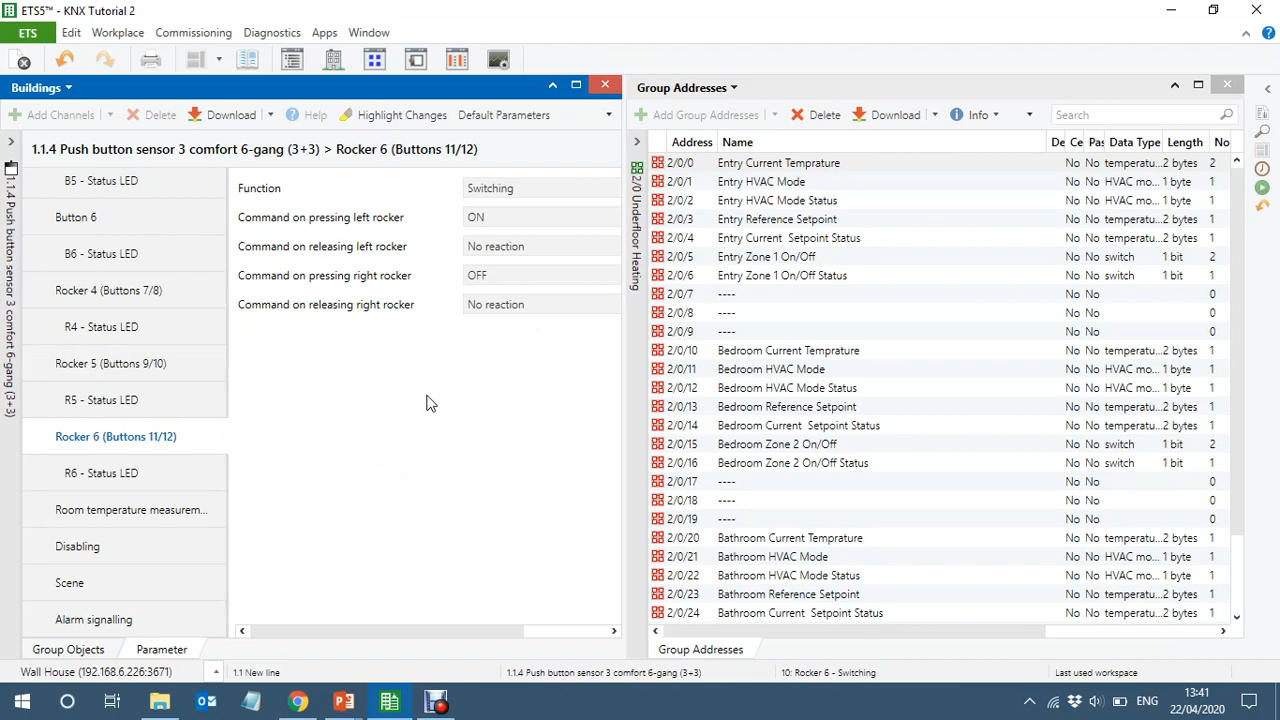 ETS5™ - KNX Tutorial 2
ETS Edit Workplace Commissioning Diagnostics Apps Window
Buildings
Add Channels Delete Download Help Highlight Changes Default Parameters
1.1.4 Push button sensor 3 comfort 6-gang (3+3) > Rocker 6 (Buttons 11/12)
1.1.4 Push button sensor 3 comfort 6-gang (3+3)
B5 - Status LED
Button 6
B6 - Status LED
Rocker 4 (Buttons 7/8)
R4 - Status LED
Rocker 5 (Buttons 9/10)
R5 - Status LED
Rocker 6 (Buttons 11/12)
R6 - Status LED
Room temperature measurem...
Disabling
Scene
Alarm signalling
Function Switching
Command on pressing left rocker ON
Command on releasing left rocker No reaction
Command on pressing right rocker OFF
Command on releasing right rocker No reaction
Group Objects Parameter
Group Addresses
Add Group Addresses Delete Download Info Search
2/0 Underfloor Heating
Address Name De Ce Pas Data Type Length No
2/0/0 Entry Current Temprature No No temperatu... 2 bytes 2
2/0/1 Entry HVAC Mode No No HVAC mo... 1 byte 1
2/0/2 Entry HVAC Mode Status No No HVAC mo... 1 byte 1
2/0/3 Entry Reference Setpoint No No temperatu... 2 bytes 1
2/0/4 Entry Current  Setpoint Status No No temperatu... 2 bytes 1
2/0/5 Entry Zone 1 On/Off No No switch 1 bit 2
2/0/6 Entry Zone 1 On/Off Status No No switch 1 bit 1
2/0/7 ---- No No 0
2/0/8 ---- No No 0
2/0/9 ---- No No 0
2/0/10 Bedroom Current Temprature No No temperatu... 2 bytes 1
2/0/11 Bedroom HVAC Mode No No HVAC mo... 1 byte 1
2/0/12 Bedroom HVAC Mode Status No No HVAC mo... 1 byte 1
2/0/13 Bedroom Reference Setpoint No No temperatu... 2 bytes 1
2/0/14 Bedroom Current  Setpoint Status No No temperatu... 2 bytes 1
2/0/15 Bedroom Zone 2 On/Off No No switch 1 bit 2
2/0/16 Bedroom Zone 2 On/Off Status No No switch 1 bit 1
2/0/17 ---- No No 0
2/0/18 ---- No No 0
2/0/19 ---- No No 0
2/0/20 Bathroom Current Temprature No No temperatu... 2 bytes 1
2/0/21 Bathroom HVAC Mode No No HVAC mo... 1 byte 1
2/0/22 Bathroom HVAC Mode Status No No HVAC mo... 1 byte 1
2/0/23 Bathroom Reference Setpoint No No temperatu... 2 bytes 1
2/0/24 Bathroom Current  Setpoint Status No No temperatu... 2 bytes 1
Group Addresses
Wall House (192.168.6.226:3671) 1.1 New line 1.1.4 Push button sensor 3 comfort 6-gang (3+3) 10: Rocker 6 - Switching Last used workspace
ENG 13:41
22/04/2020